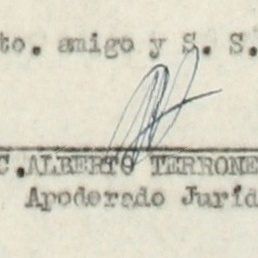 to. amigo y S. S.
C. ALBERTO TERRONE
Apoderado Juríd